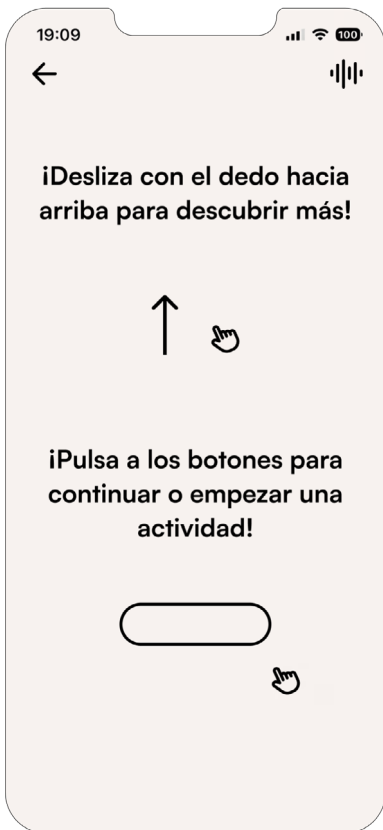 19:09
100
¡Desliza con el dedo hacia
arriba para descubrir más!
¡Pulsa a los botones para
continuar o empezar una
actividad!